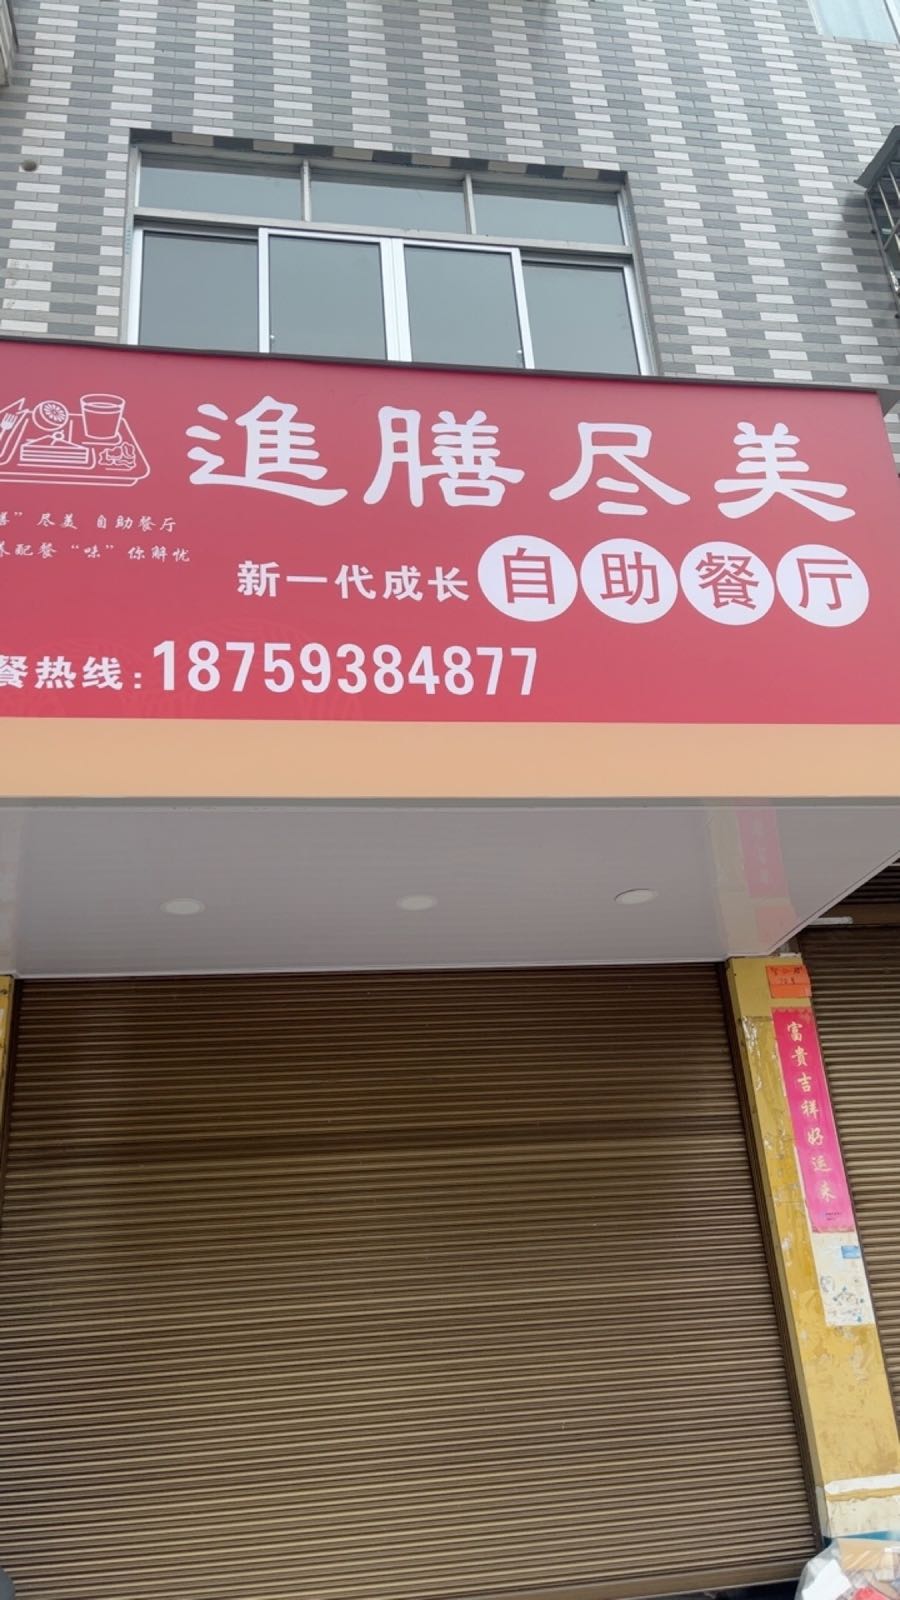 進膳尽美
膳”尽美 自助餐厅
养配餐“味”你解忧
新一代成长自助餐厅
餐热线:18759384877
富贵吉祥好运来